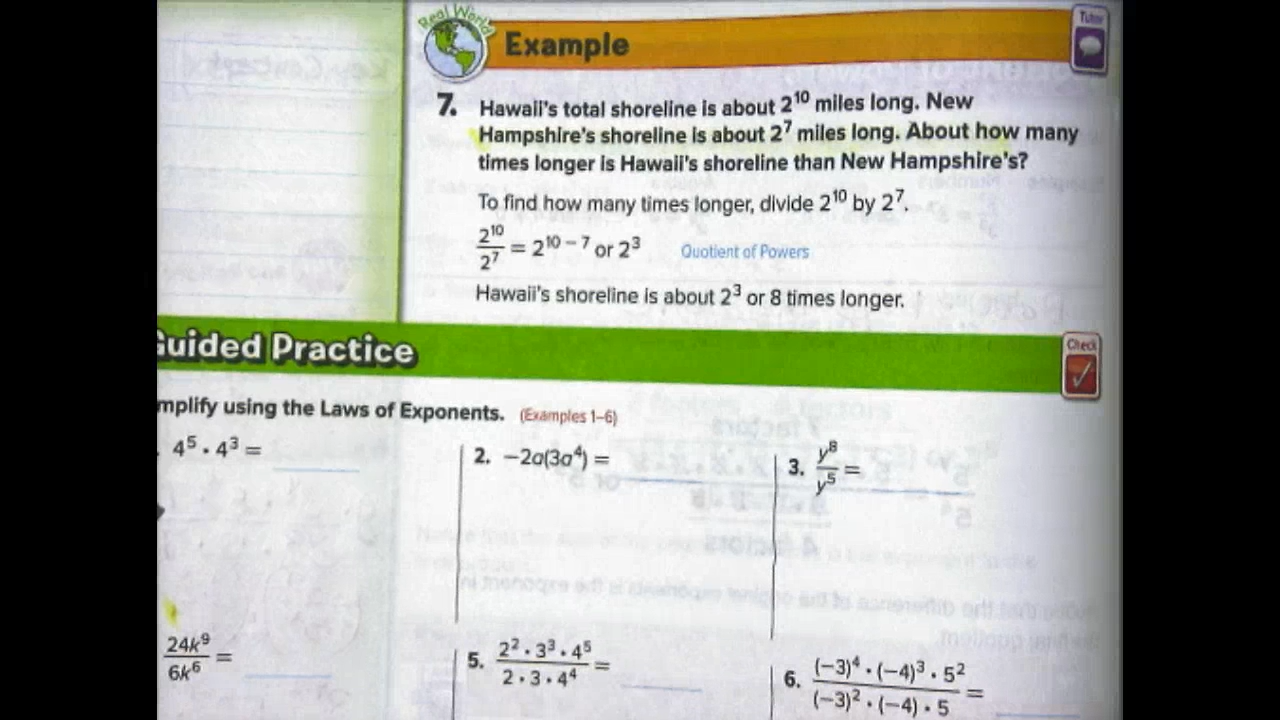 Real World
Example
Tutor
7. Hawaii's total shoreline is about 2¹⁰ miles long. New
Hampshire's shoreline is about 2⁷ miles long. About how many
times longer is Hawaii's shoreline than New Hampshire's?
To find how many times longer, divide 2¹⁰ by 2⁷.
2¹⁰/2⁷ = 2¹⁰ ⁻ ⁷ or 2³ Quotient of Powers
Hawaii's shoreline is about 2³ or 8 times longer.
Guided Practice
Check
mplify using the Laws of Exponents. (Examples 1–6)
. 4⁵ · 4³ =
2. −2a(3a⁴) =
3. y⁸/y⁵ =
24k⁹/6k⁶ =
5. 2² · 3³ · 4⁵ / 2 · 3 · 4⁴ =
6. (−3)⁴ · (−4)³ · 5² / (−3)² · (−4) · 5 =